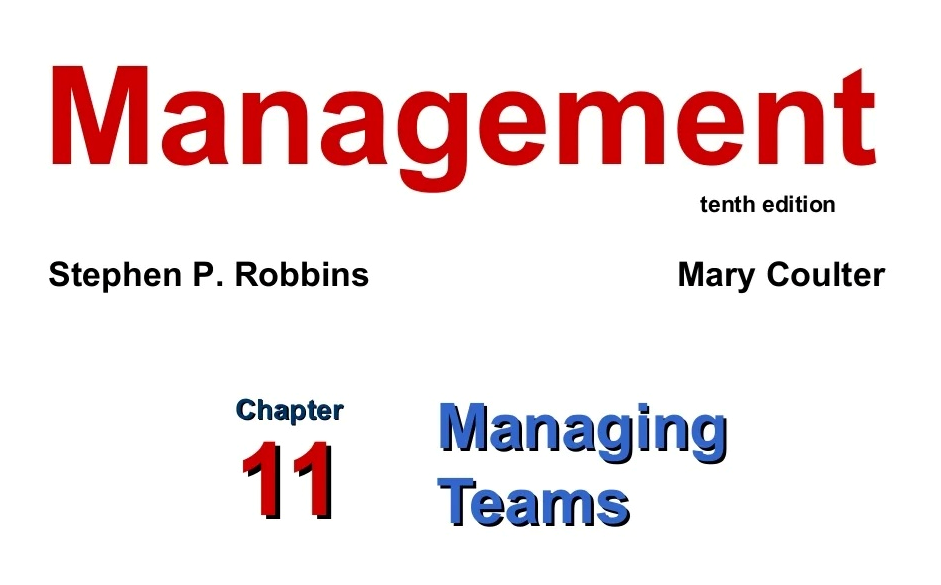 Management
tenth edition
Stephen P. Robbins
Mary Coulter
Chapter
11
Managing
Teams